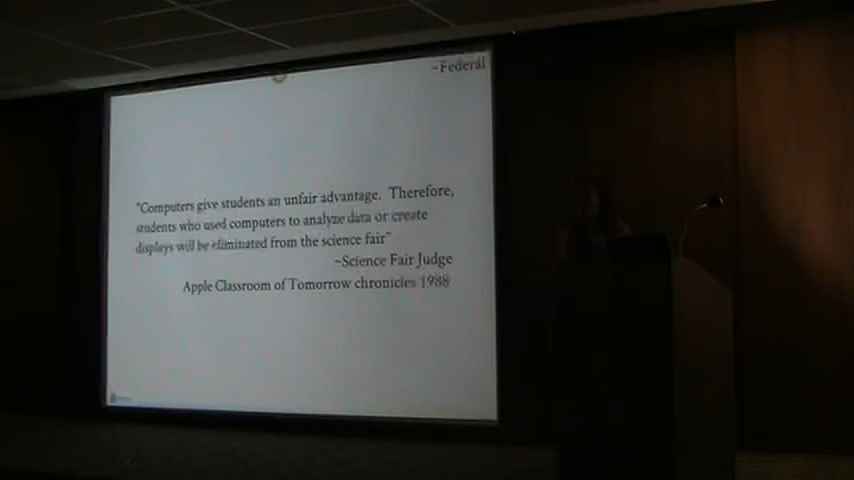 ~Federal
"Computers give students an unfair advantage. Therefore,
students who used computers to analyze data or create
displays will be eliminated from the science fair"
~Science Fair Judge
Apple Classroom of Tomorrow chronicles 1988